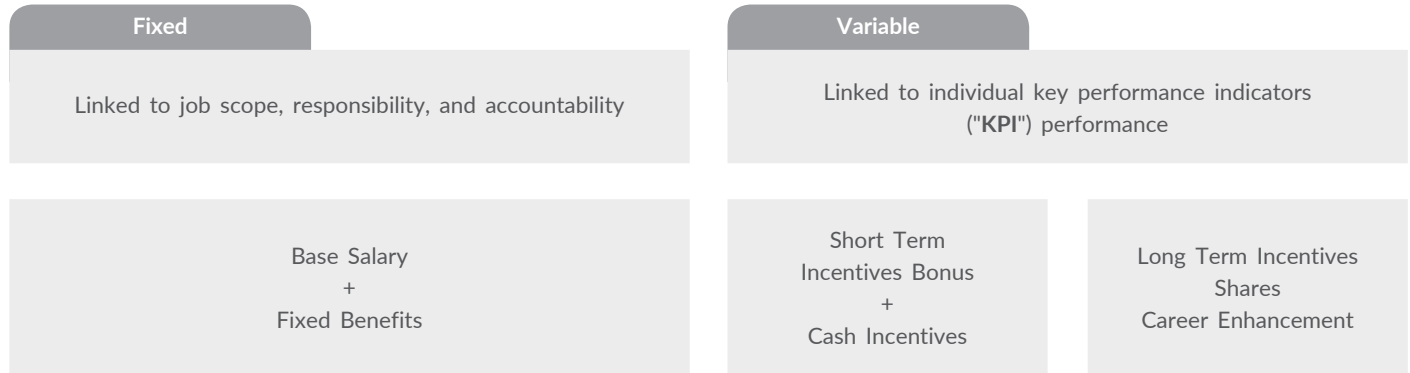 Fixed
Linked to job scope, responsibility, and accountability
Base Salary
+
Fixed Benefits
Variable
Linked to individual key performance indicators
("KPI") performance
Short Term
Incentives Bonus
+
Cash Incentives
Long Term Incentives
Shares
Career Enhancement